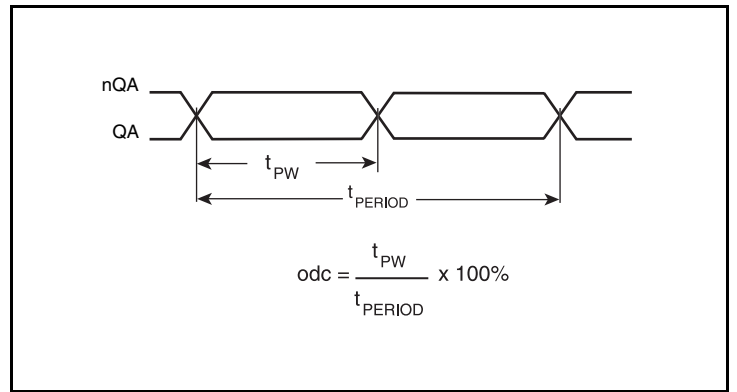 nQA
QA
tPW
tPERIOD
odc = tPW / tPERIOD x 100%